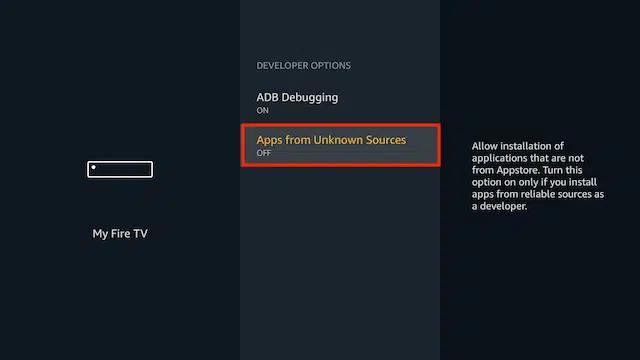 DEVELOPER OPTIONS
ADB Debugging
ON
Apps from Unknown Sources
OFF
My Fire TV
Allow installation of
applications that are not
from Appstore. Turn this
option on only if you install
apps from reliable sources as
a developer.